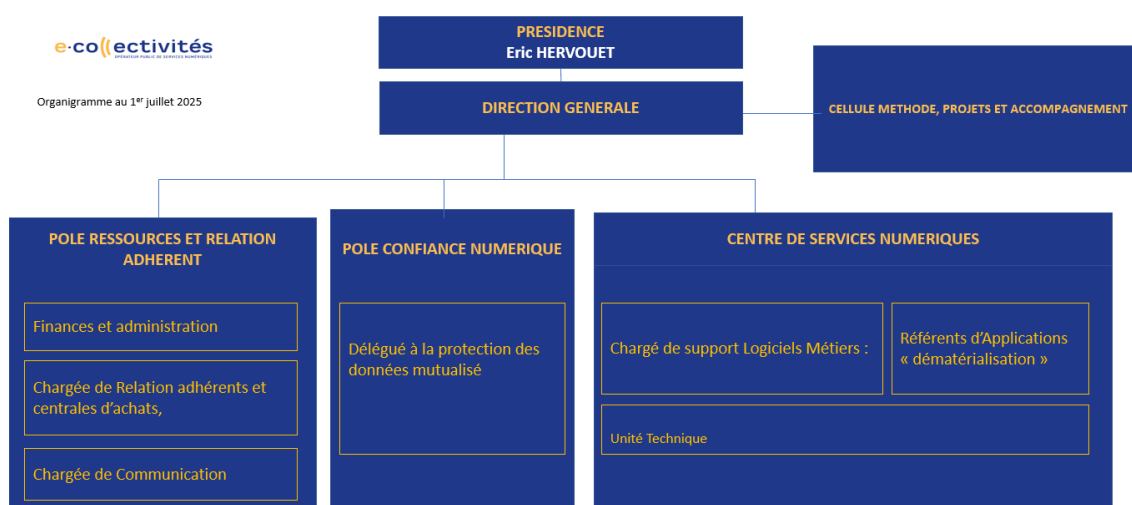 e-collectivités
OPÉRATEUR PUBLIC DE SERVICES NUMÉRIQUES
Organigramme au 1er juillet 2025
PRESIDENCE
Eric HERVOUET
DIRECTION GENERALE
CELLULE METHODE, PROJETS ET ACCOMPAGNEMENT
POLE RESSOURCES ET RELATION
ADHERENT
Finances et administration
Chargée de Relation adhérents et
centrales d'achats,
Chargée de Communication
POLE CONFIANCE NUMERIQUE
Délégué à la protection des
données mutualisé
CENTRE DE SERVICES NUMERIQUES
Chargé de support Logiciels Métiers :
Référents d'Applications
« dématérialisation »
Unité Technique